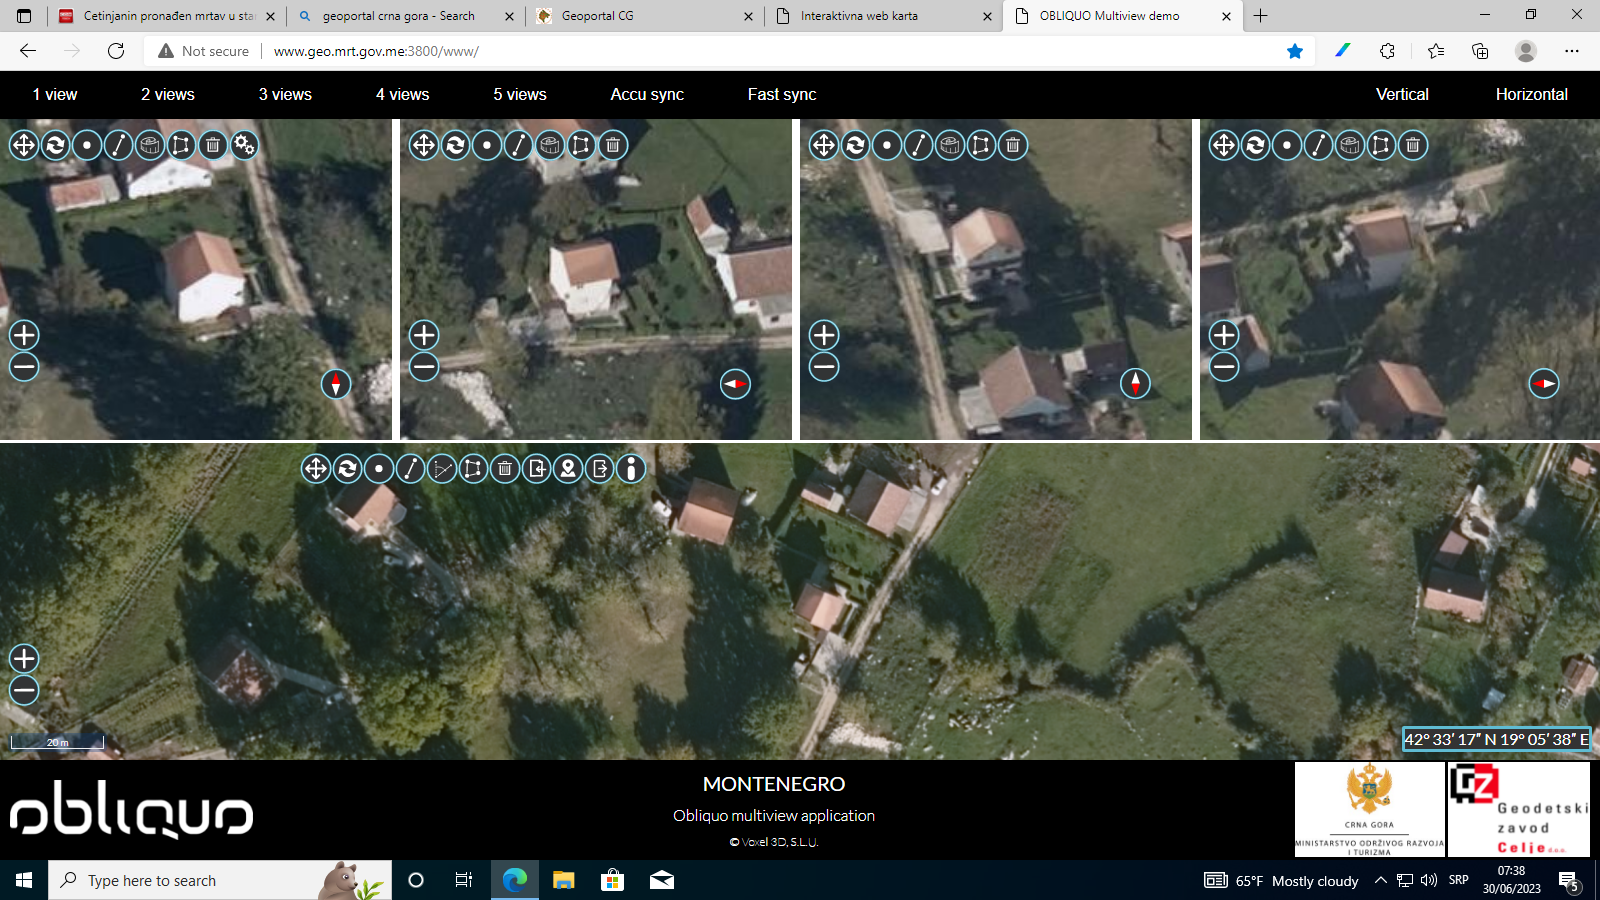 Cetinjanin pronađen mrtav u star
geoportal crna gora - Search
Geoportal CG
Interaktivna web karta
OBLIQUO Multiview demo
Not secure
www.geo.mrt.gov.me:3800/www/
1 view
2 views
3 views
4 views
5 views
Accu sync
Fast sync
Vertical
Horizontal
20 m
42° 33′ 17″ N 19° 05′ 38″ E
obliquo
MONTENEGRO
Obliquo multiview application
© Voxel 3D, S.L.U.
CRNA GORA
MINISTARSTVO ODRŽIVOG RAZVOJA
I TURIZMA
GZ
Geodetski
zavod
Celje d.o.o.
Type here to search
65°F Mostly cloudy
SRP
07:38
30/06/2023
5